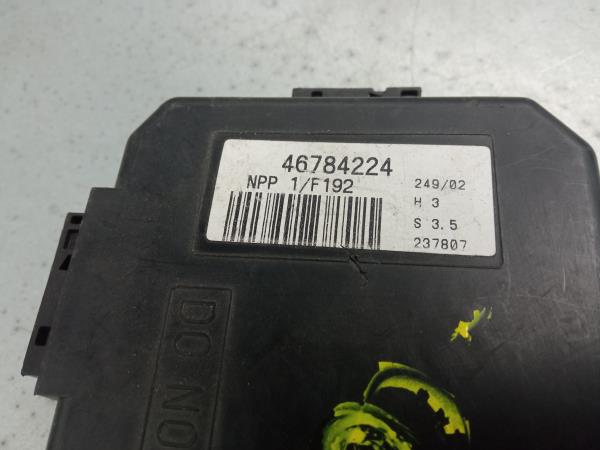 46784224
NPP 1/F192
249/02
H 3
S 3.5
237807
DO NO